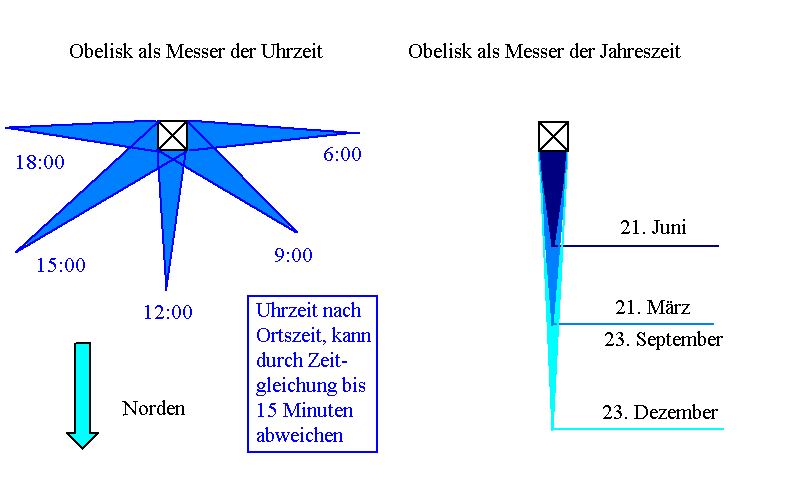 Obelisk als Messer der Uhrzeit
Obelisk als Messer der Jahreszeit
18:00
6:00
15:00
9:00
12:00
Uhrzeit nach
Ortszeit, kann
durch Zeit-
gleichung bis
15 Minuten
abweichen
Norden
21. Juni
21. März
23. September
23. Dezember